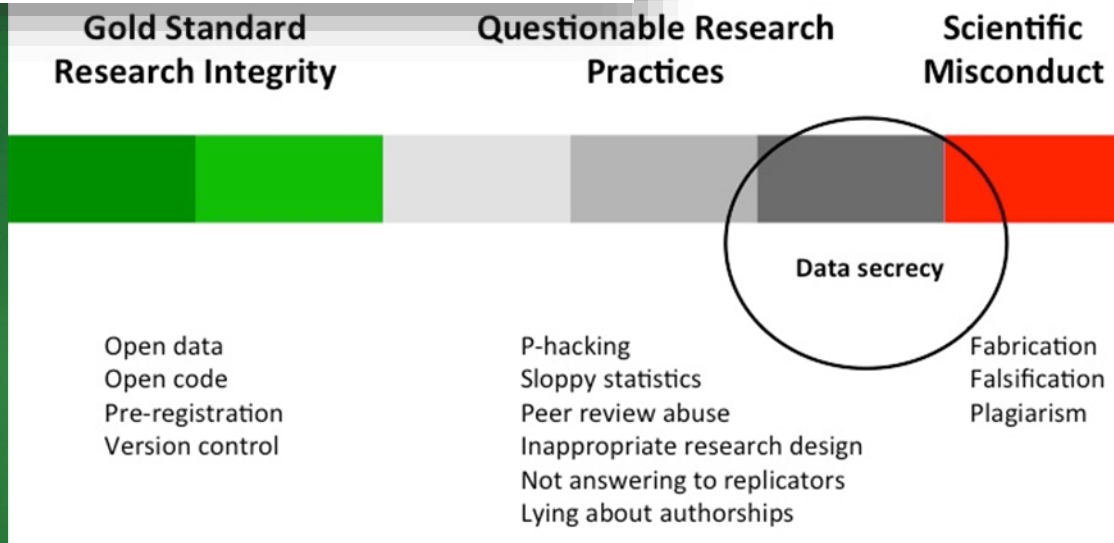 Gold Standard
Research Integrity
Questionable Research
Practices
Scientific
Misconduct
Data secrecy
Open data
Open code
Pre-registration
Version control
P-hacking
Sloppy statistics
Peer review abuse
Inappropriate research design
Not answering to replicators
Lying about authorships
Fabrication
Falsification
Plagiarism